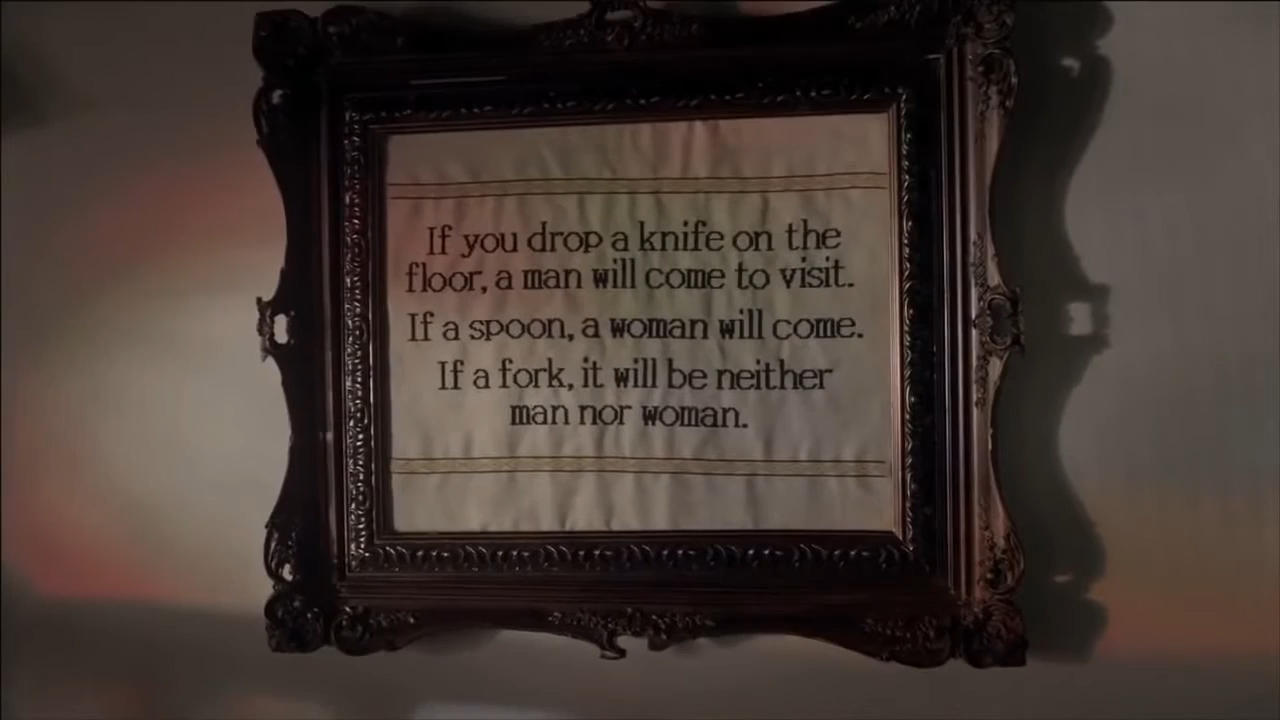 If you drop a knife on the
floor, a man will come to visit.
If a spoon, a woman will come.
If a fork, it will be neither
man nor woman.